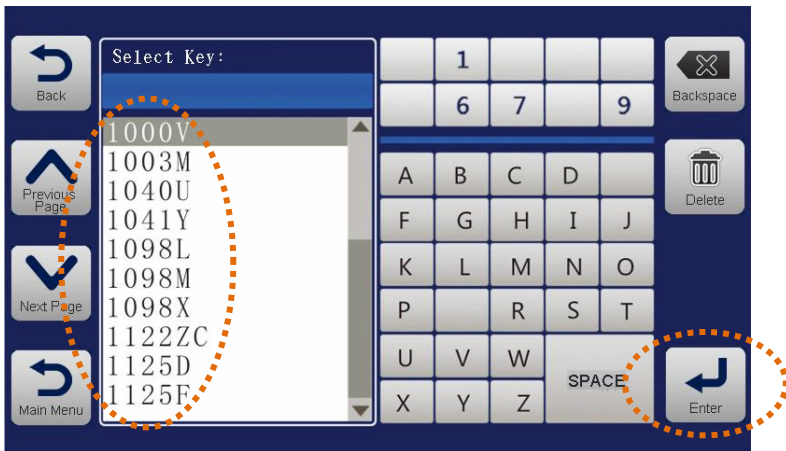 Back
Select Key:
1000V
1003M
1040U
1041Y
1098L
1098M
1098X
1122ZC
1125D
1125F
Previous
Page
Next Page
Main Menu
1
6 7 9
A B C D
F G H I J
K L M N O
P R S T
U V W
X Y Z
SPACE
Backspace
Delete
Enter